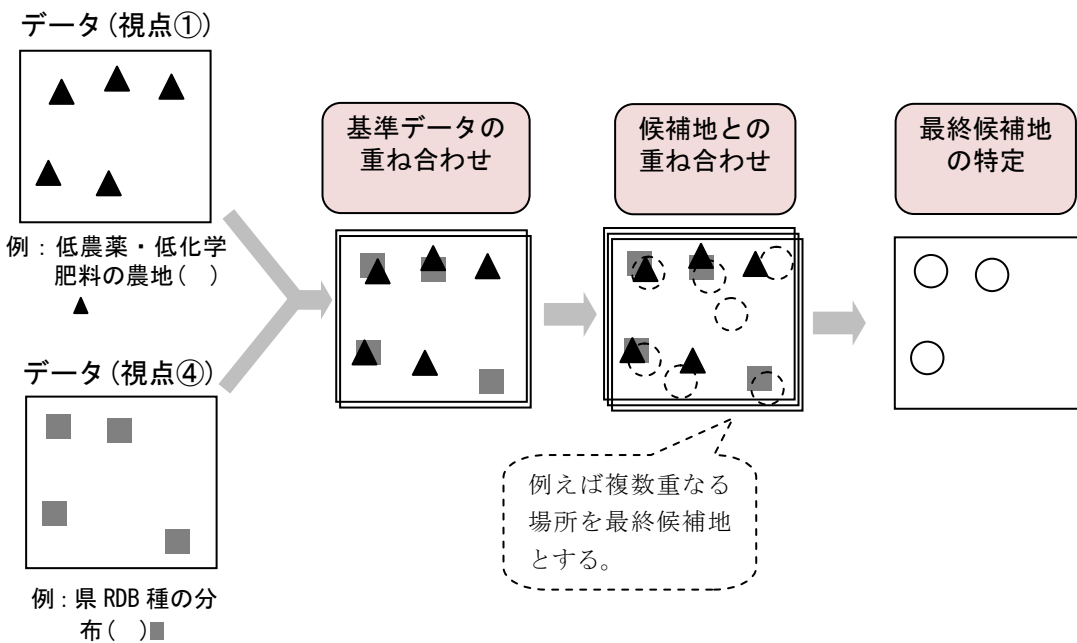 データ(視点①)
例：低農薬・低化学
肥料の農地(　)
▲
データ(視点④)
例：県 RDB 種の分
布(　)■
基準データの
重ね合わせ
候補地との
重ね合わせ
最終候補地
の特定
例えば複数重なる
場所を最終候補地
とする。